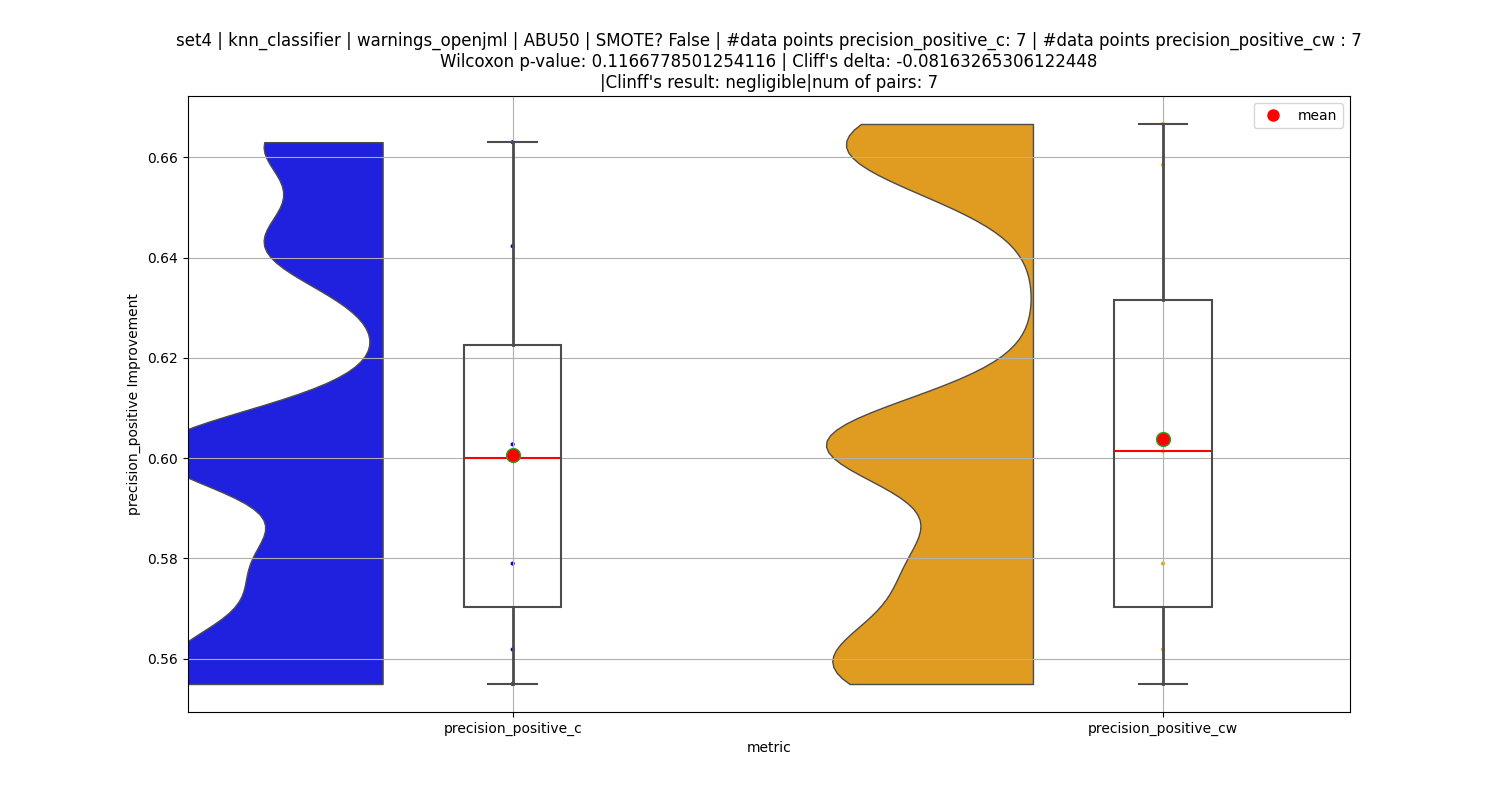 set4 | knn_classifier | warnings_openjml | ABU50 | SMOTE? False | #data points precision_positive_c: 7 | #data points precision_positive_cw : 7
Wilcoxon p-value: 0.1166778501254116 | Cliff's delta: -0.08163265306122448
|Clinff's result: negligible|num of pairs: 7
mean
0.66
0.64
0.62
0.60
0.58
0.56
precision_positive Improvement
precision_positive_c
precision_positive_cw
metric